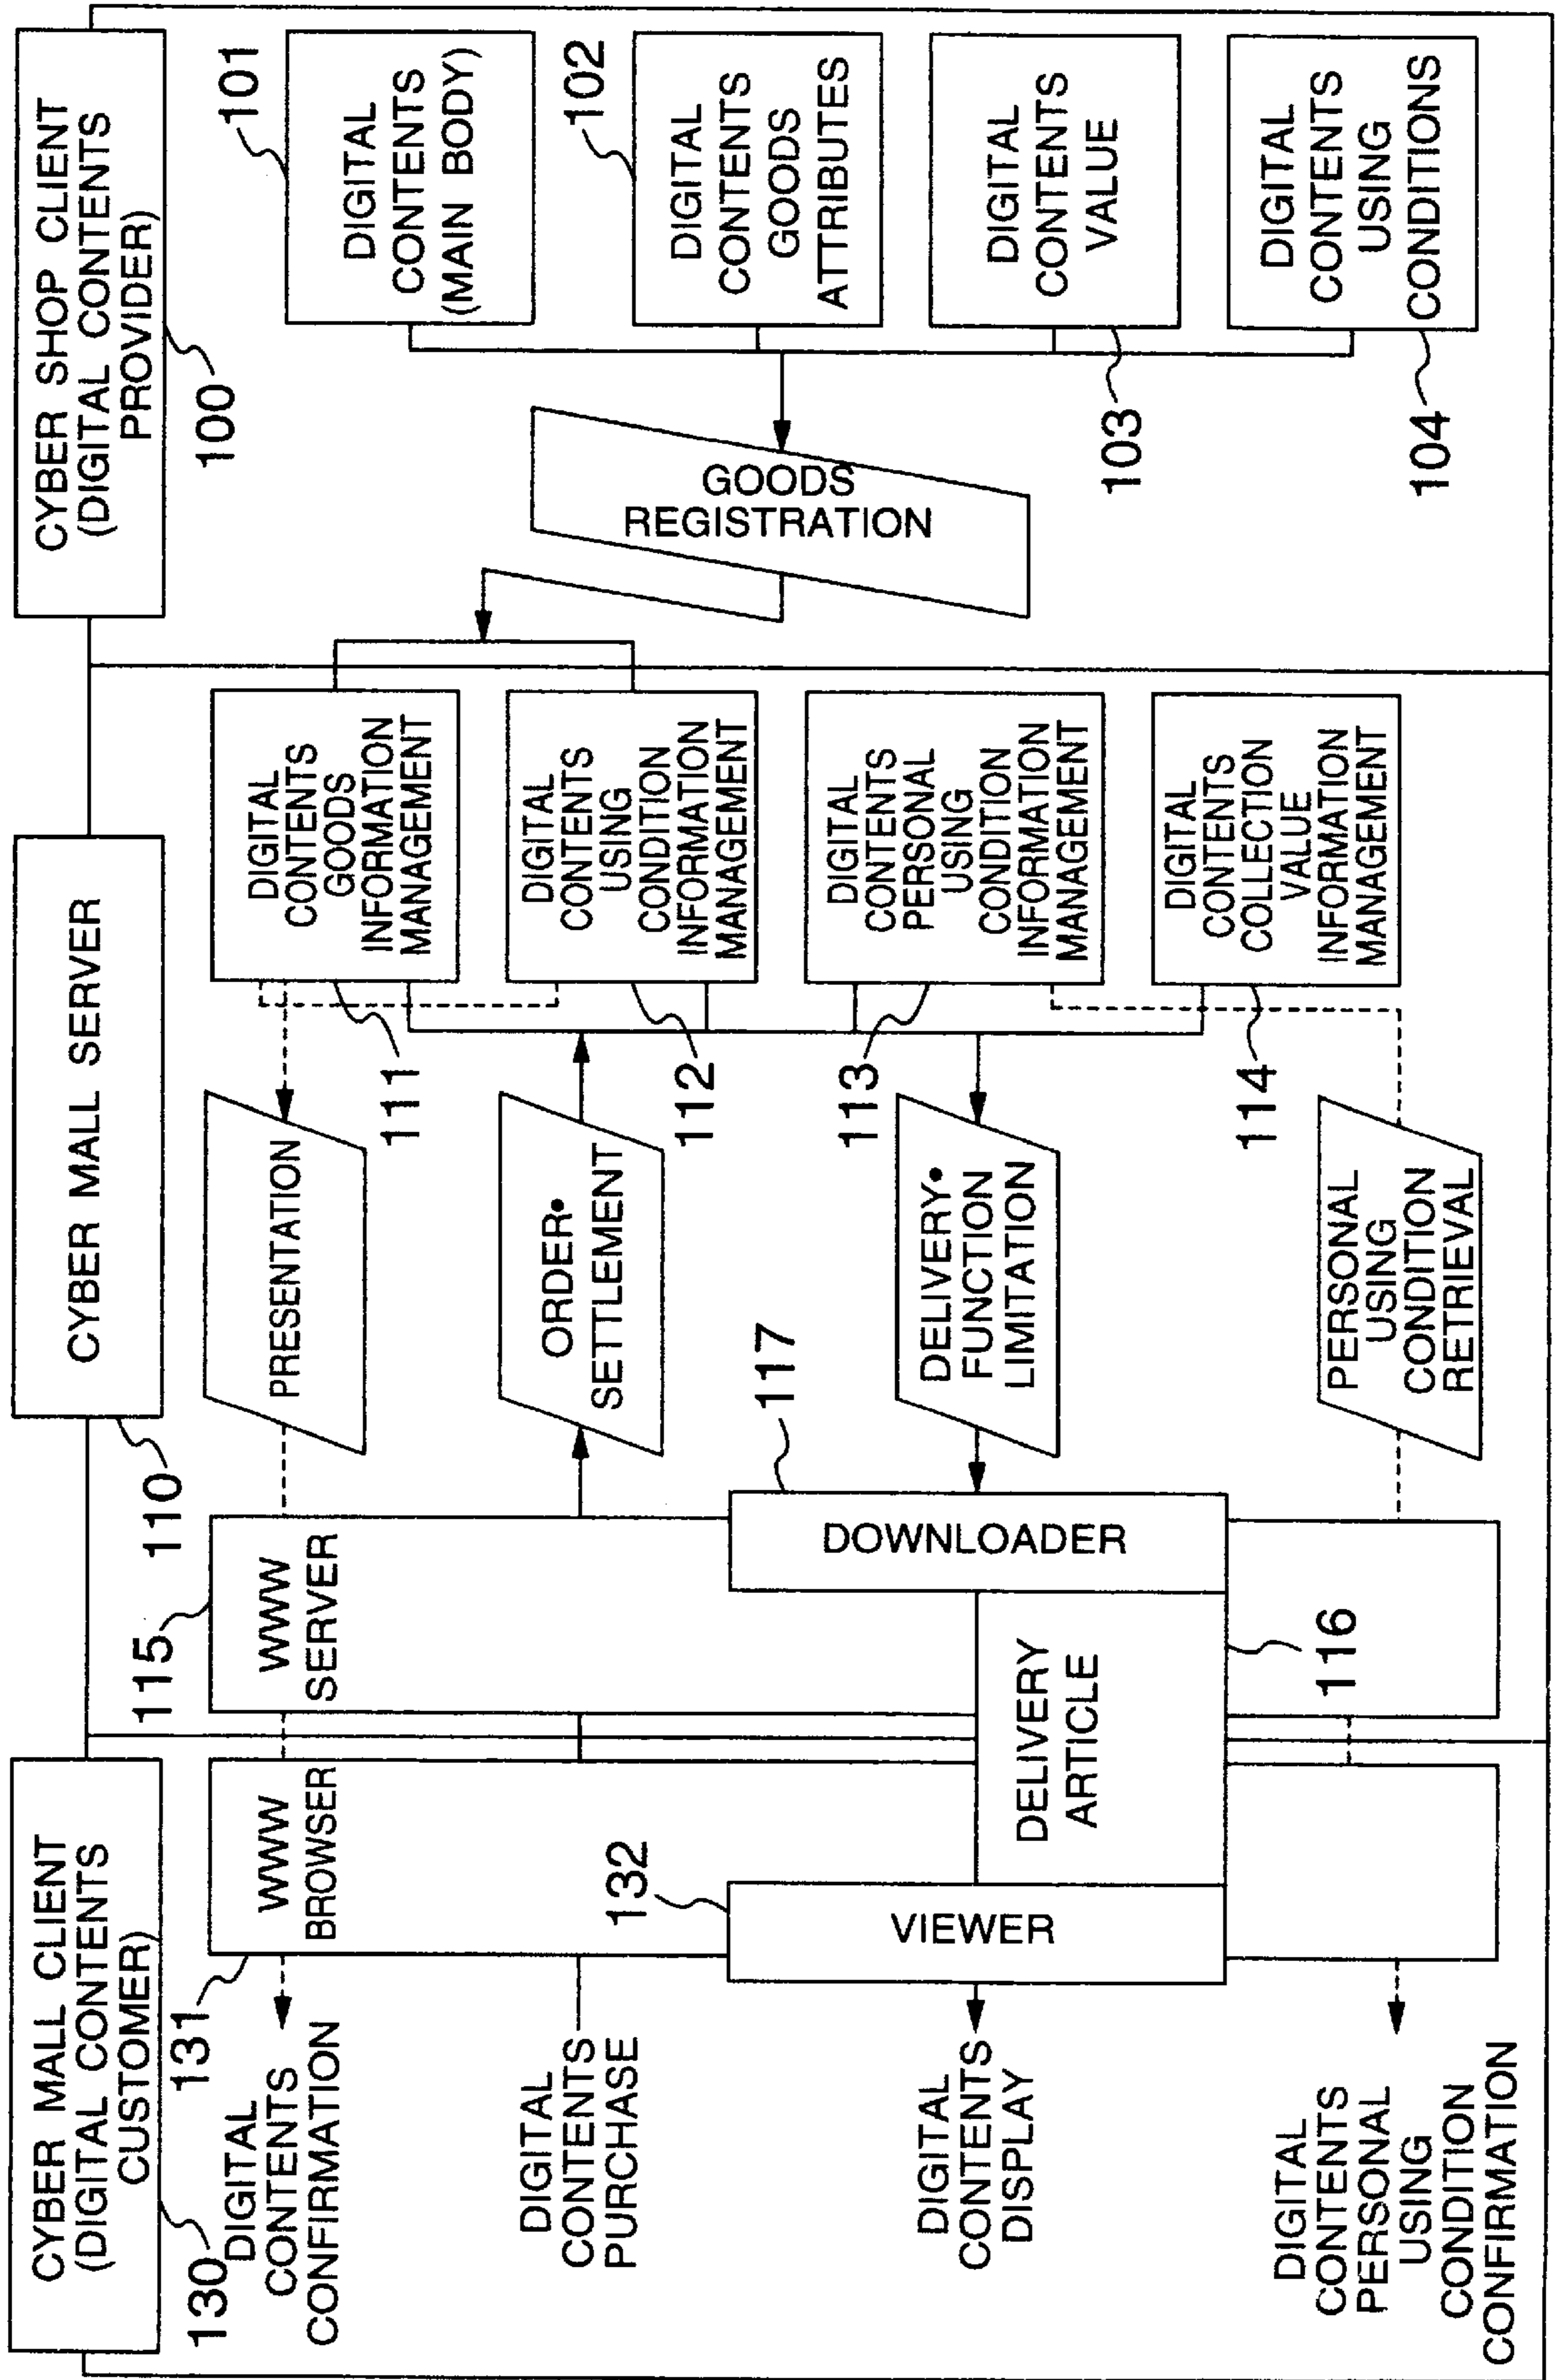 CYBER MALL CLIENT
(DIGITAL CONTENTS
CUSTOMER)
130
131
WWW
BROWSER
DIGITAL
CONTENTS
CONFIRMATION
DIGITAL
CONTENTS
PURCHASE
132
VIEWER
DIGITAL
CONTENTS
DISPLAY
DIGITAL
CONTENTS
PERSONAL
USING
CONDITION
CONFIRMATION
DELIVERY
ARTICLE
116
CYBER MALL SERVER
110
115
WWW
SERVER
117
DOWNLOADER
PRESENTATION
ORDER•
SETTLEMENT
DELIVERY•
FUNCTION
LIMITATION
PERSONAL
USING
CONDITION
RETRIEVAL
DIGITAL
CONTENTS
GOODS
INFORMATION
MANAGEMENT
111
DIGITAL
CONTENTS
USING
CONDITION
INFORMATION
MANAGEMENT
112
DIGITAL
CONTENTS
PERSONAL
USING
CONDITION
INFORMATION
MANAGEMENT
113
DIGITAL
CONTENTS
COLLECTION
VALUE
INFORMATION
MANAGEMENT
114
CYBER SHOP CLIENT
(DIGITAL CONTENTS
PROVIDER)
100
GOODS
REGISTRATION
101
DIGITAL
CONTENTS
(MAIN BODY)
102
DIGITAL
CONTENTS
GOODS
ATTRIBUTES
DIGITAL
CONTENTS
VALUE
103
DIGITAL
CONTENTS
USING
CONDITIONS
104